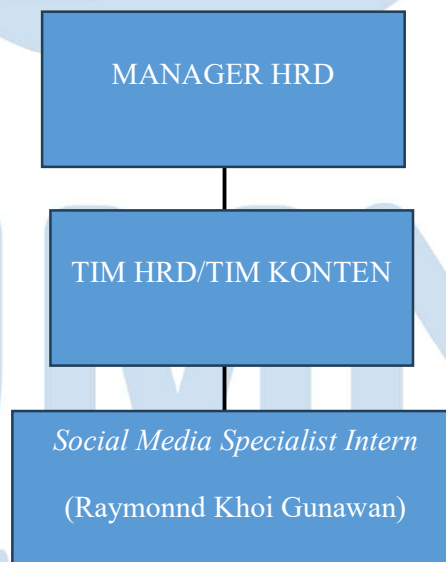 MANAGER HRD
TIM HRD/TIM KONTEN
Social Media Specialist Intern
(Raymonnd Khoi Gunawan)